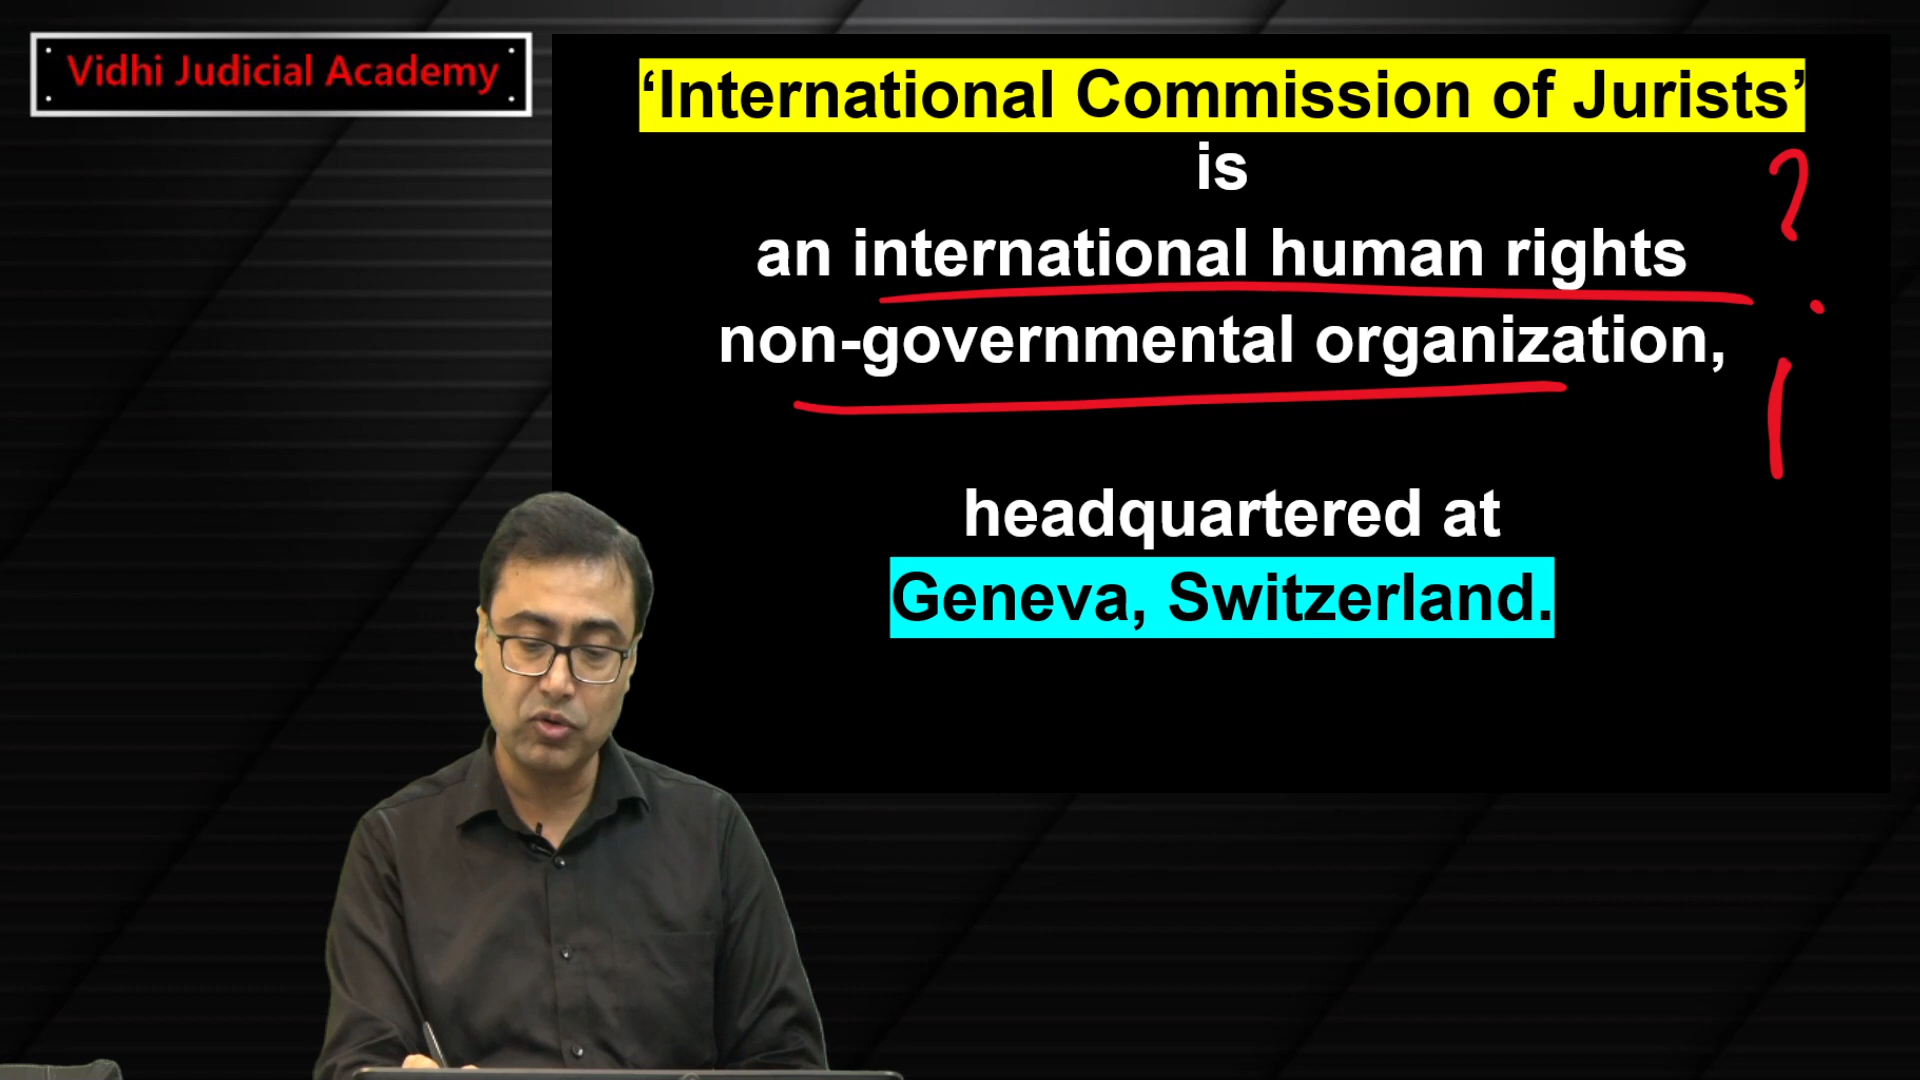 Vidhi Judicial Academy
‘International Commission of Jurists’
is
an international human rights
non-governmental organization,
headquartered at
Geneva, Switzerland.
?